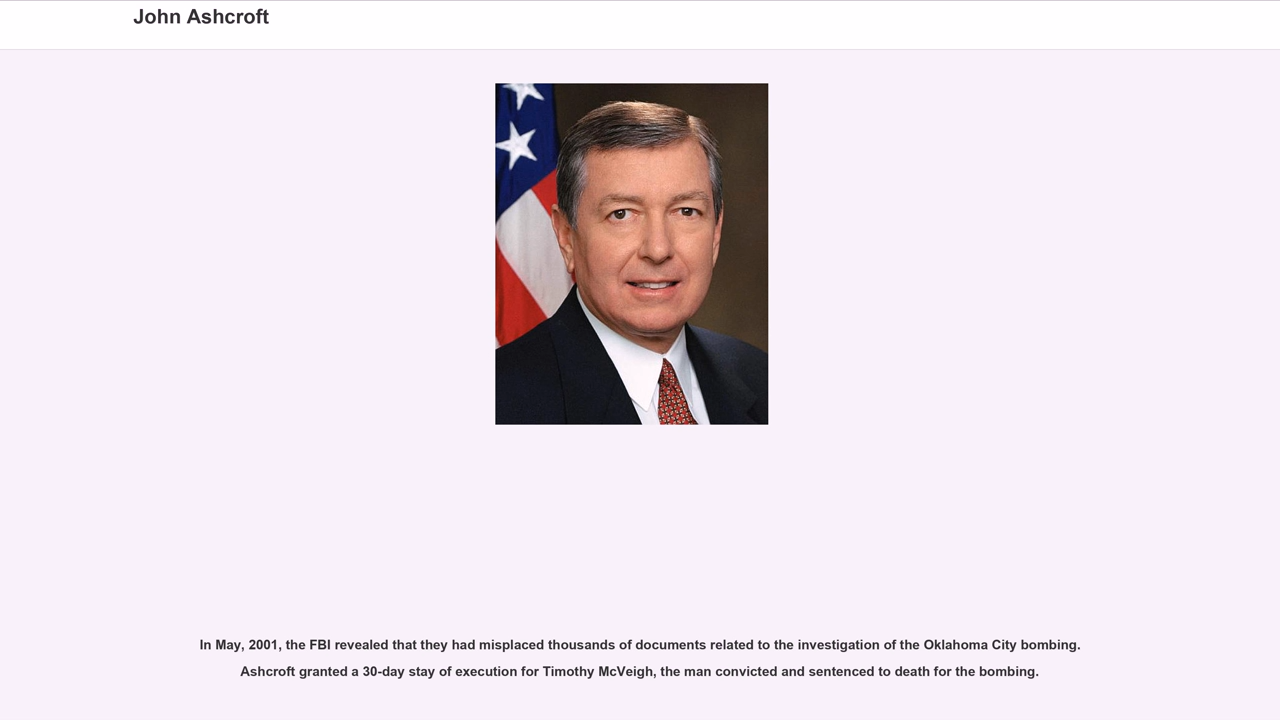 John Ashcroft
In May, 2001, the FBI revealed that they had misplaced thousands of documents related to the investigation of the Oklahoma City bombing.
Ashcroft granted a 30-day stay of execution for Timothy McVeigh, the man convicted and sentenced to death for the bombing.